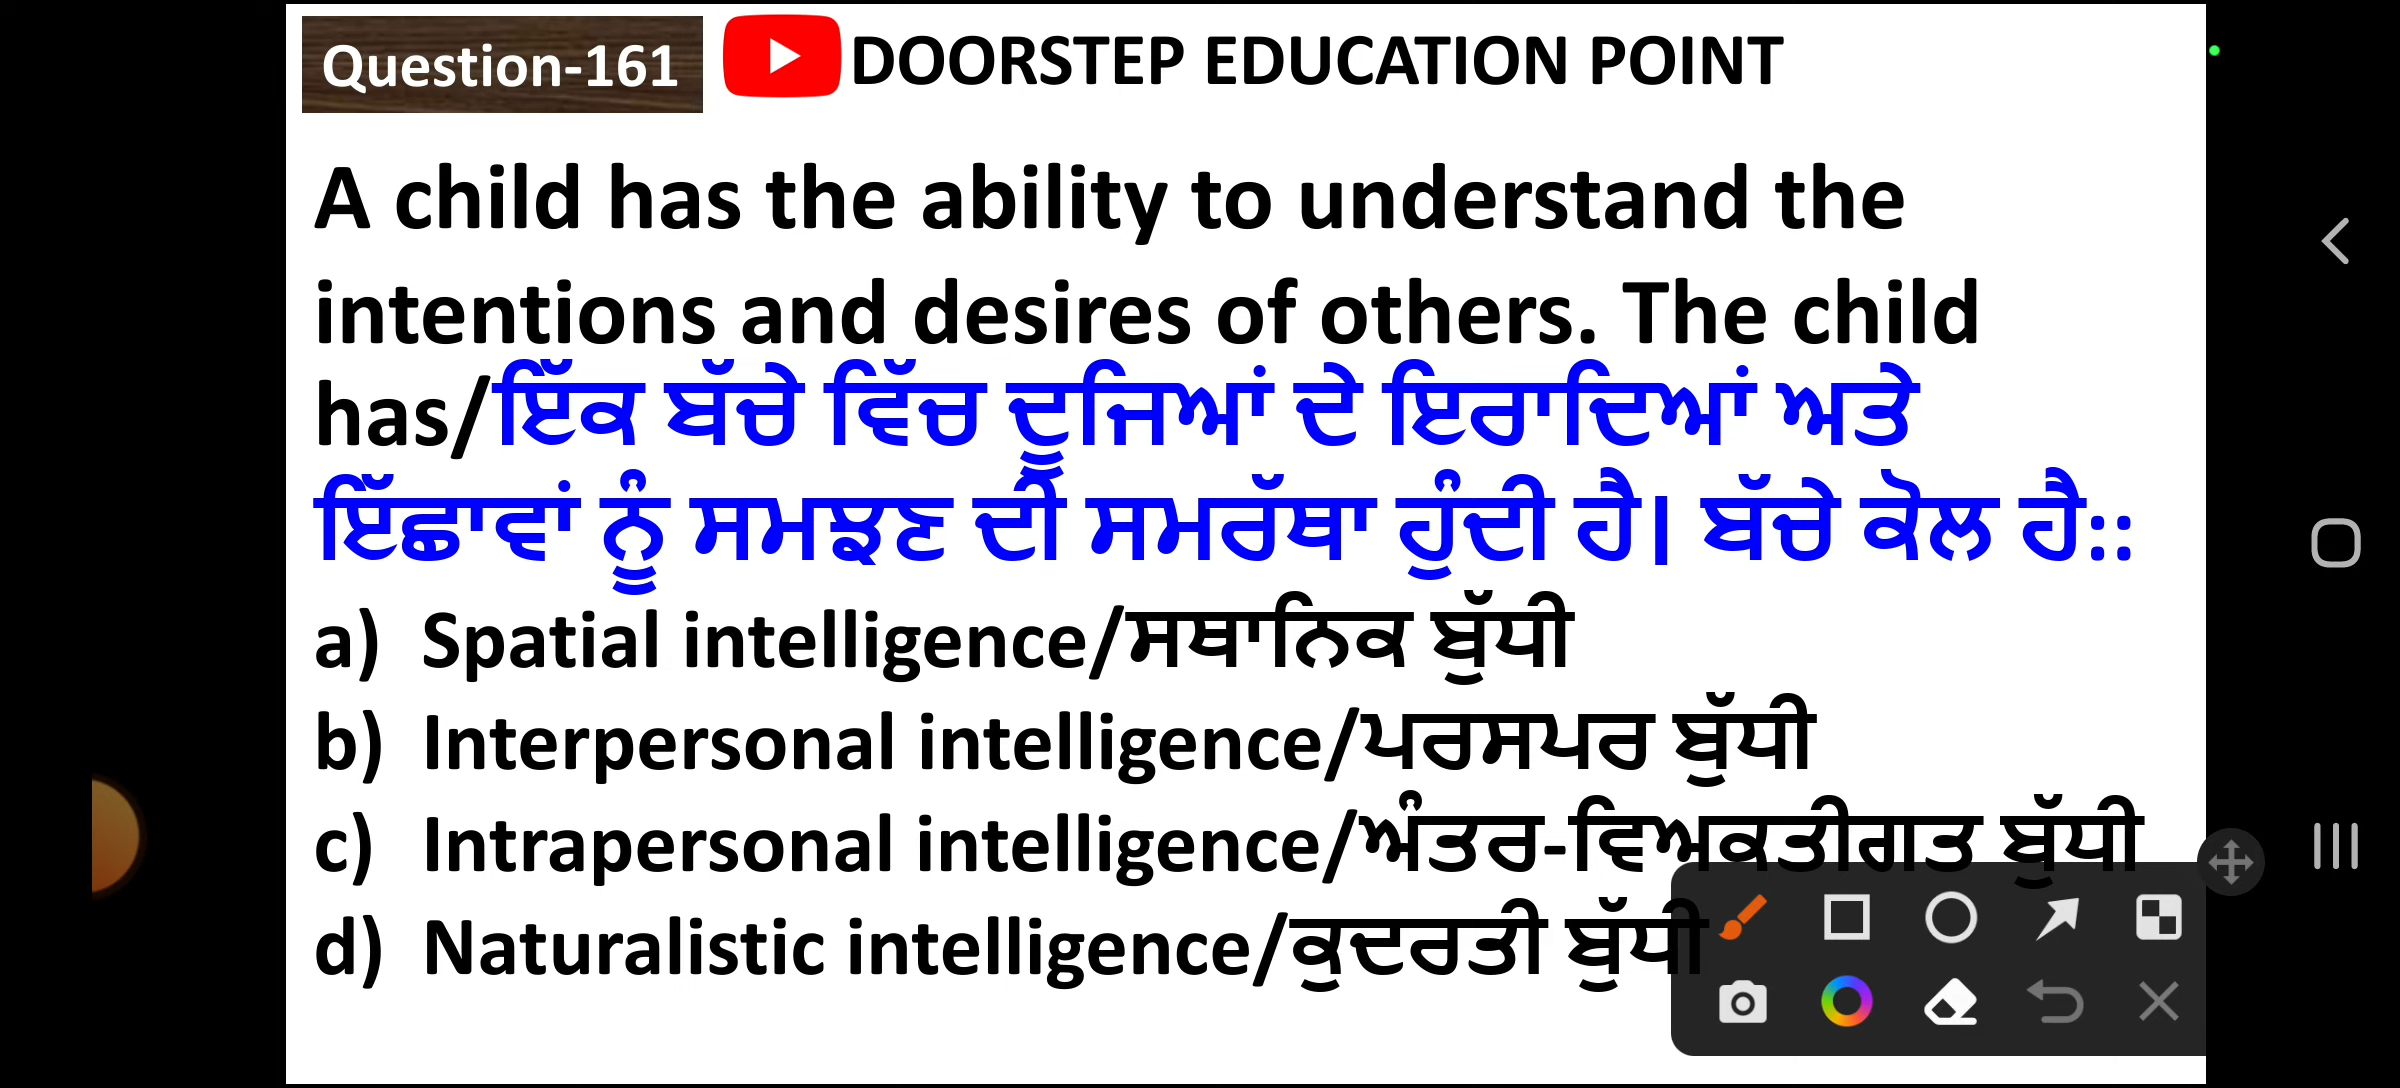 Question-161 DOORSTEP EDUCATION POINT
A child has the ability to understand the
intentions and desires of others. The child
has/ਇੱਕ ਬੱਚੇ ਵਿੱਚ ਦੂਜਿਆਂ ਦੇ ਇਰਾਦਿਆਂ ਅਤੇ
ਇੱਛਾਵਾਂ ਨੂੰ ਸਮਝਣ ਦੀ ਸਮਰੱਥਾ ਹੁੰਦੀ ਹੈ। ਬੱਚੇ ਕੋਲ ਹੈ::
a) Spatial intelligence/ਸਥਾਨਿਕ ਬੁੱਧੀ
b) Interpersonal intelligence/ਪਰਸਪਰ ਬੁੱਧੀ
c) Intrapersonal intelligence/ਅੰਤਰ-ਵਿਅਕਤੀਗਤ ਬੁੱਧੀ
d) Naturalistic intelligence/ਕੁਦਰਤੀ ਬੁੱਧੀ